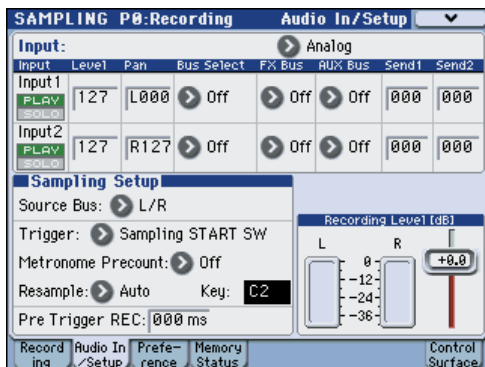 SAMPLING P0:Recording Audio In/Setup
Input: Analog
Input Level Pan Bus Select FX Bus AUX Bus Send1 Send2
Input1
PLAY 127 L000 Off Off Off 000 000
SOLO
Input2
PLAY 127 R127 Off Off Off 000 000
SOLO
Sampling Setup
Source Bus: L/R
Trigger: Sampling START SW
Metronome Precount: Off
Resample: Auto Key: C2
Pre Trigger REC: 000 ms
Recording Level [dB]
L R
0
-12
-24
-36
+0.0
Record
ing
Audio In
/Setup
Prefe-
rence
Memory
Status
Control
Surface